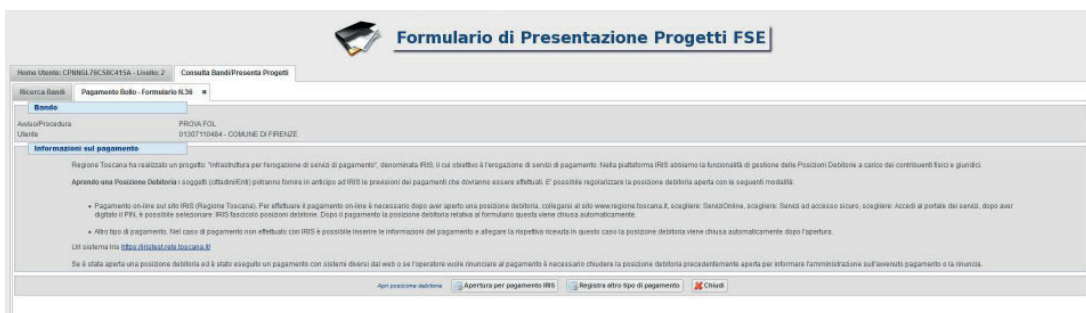 Formulario di Presentazione Progetti FSE
Home Utente: CPNNGL76C58C415A - Livello: 2 Consulta Bandi/Presenta Progetti
Ricerca Bandi Pagamento Bollo - Formulario N.36 ×
Bando
Avviso/Procedura PROVA FOL
Utente 01307110484 - COMUNE DI FIRENZE
Informazioni sul pagamento
Regione Toscana ha realizzato un progetto: "Infrastruttura per l'erogazione di servizi di pagamento", denominata IRIS, il cui obiettivo è l'erogazione di servizi di pagamento. Nella piattaforma IRIS abbiamo la funzionalità di gestione delle Posizioni Debitorie a carico dei contribuenti fisici e giuridici.
Aprendo una Posizione Debitoria i soggetti (cittadini/Enti) potranno fornire in anticipo ad IRIS le previsioni dei pagamenti che dovranno essere effettuati. E' possibile regolarizzare la posizione debitoria aperta con le seguenti modalità:
• Pagamento on-line sul sito IRIS (Regione Toscana). Per effettuare il pagamento on-line è necessario dopo aver aperto una posizione debitoria, collegarsi al sito www.regione.toscana.it, scegliere: ServiziOnline, scegliere: Servizi ad accesso sicuro, scegliere: Accedi al portale dei servizi, dopo aver
digitato il PIN, è possibile selezionare: IRIS fascicolo posizioni debitorie. Dopo il pagamento la posizione debitoria relativa al formulario questa viene chiusa automaticamente.
• Altro tipo di pagamento. Nel caso di pagamento non effettuato con IRIS è possibile inserire le informazioni del pagamento e allegare la rispettiva ricevuta in questo caso la posizione debitoria viene chiusa automaticamente dopo l'apertura.
Url sistema Iris https://iristest.rete.toscana.it/
Se è stata aperta una posizione debitoria ed è stato eseguito un pagamento con sistemi diversi dal web o se l'operatore vuole rinunciare al pagamento è necessario chiudere la posizione debitoria precedentemente aperta per informare l'amministrazione sull'avvenuto pagamento o la rinuncia.
Apri posizione debitoria Apertura per pagamento IRIS Registra altro tipo di pagamento Chiudi